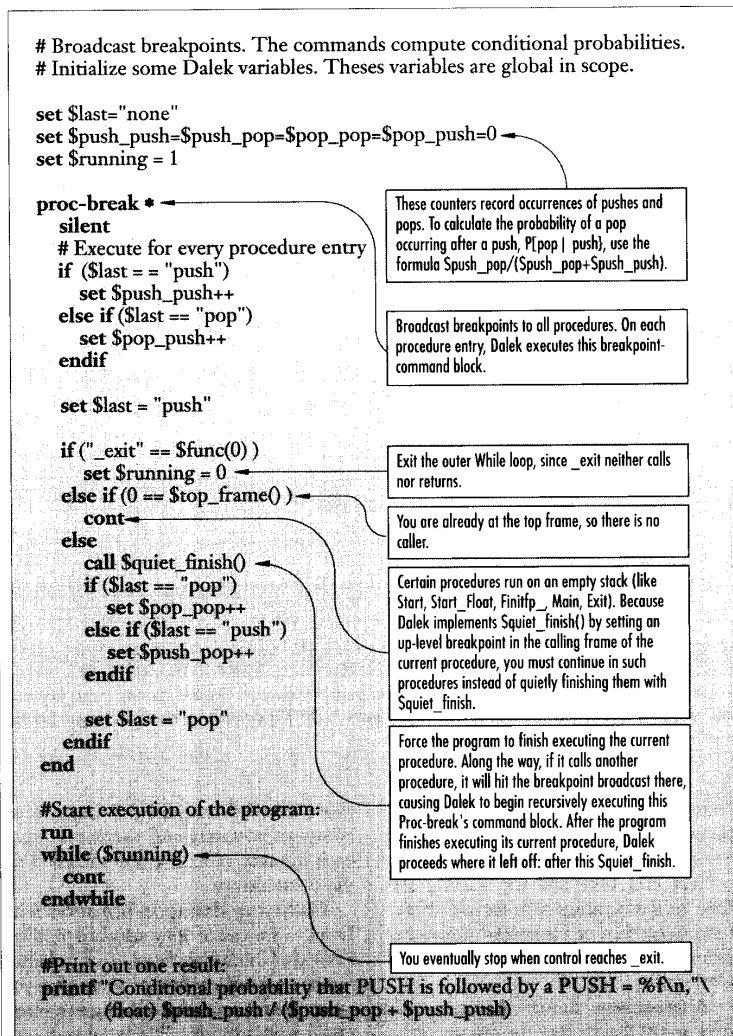 # Broadcast breakpoints. The commands compute conditional probabilities.
# Initialize some Dalek variables. Theses variables are global in scope.
set $last="none"
set $push_push=$push_pop=$pop_pop=$pop_push=0
set $running = 1
proc-break *
silent
# Execute for every procedure entry
if ($last = = "push")
set $push_push++
else if ($last == "pop")
set $pop_push++
endif
set $last = "push"
if ("_exit" == $func(0) )
set $running = 0
else if (0 == $top_frame() )
cont
else
call $quiet_finish()
if ($last == "pop")
set $pop_pop++
else if ($last == "push")
set $push_pop++
endif
set $last = "pop"
endif
end
#Start execution of the program:
run
while ($running)
cont
endwhile
#Print out one result:
printf "Conditional probability that PUSH is followed by a PUSH = %f\n,"\
(float) $push_push / ($push_pop + $push_push)
These counters record occurrences of pushes and
pops. To calculate the probability of a pop
occurring after a push, P[pop | push}, use the
formula Spush_pop/(Spush_pop+Spush_push).
Broadcast breakpoints to all procedures. On each
procedure entry, Dalek executes this breakpoint-
command block.
Exit the outer While loop, since _exit neither calls
nor returns.
You are already at the top frame, so there is no
caller.
Certain procedures run on an empty stack (like
Start, Start_Float, Finitfp_, Main, Exit). Because
Dalek implements Squiet_finish() by setting an
up-level breakpoint in the calling frame of the
current procedure, you must continue in such
procedures instead of quietly finishing them with
Squiet_finish.
Force the program to finish executing the current
procedure. Along the way, if it calls another
procedure, it will hit the breakpoint broadcast there,
causing Dalek to begin recursively executing this
Proc-break's command block. After the program
finishes executing its current procedure, Dalek
proceeds where it left off: after this Squiet_finish.
You eventually stop when control reaches _exit.